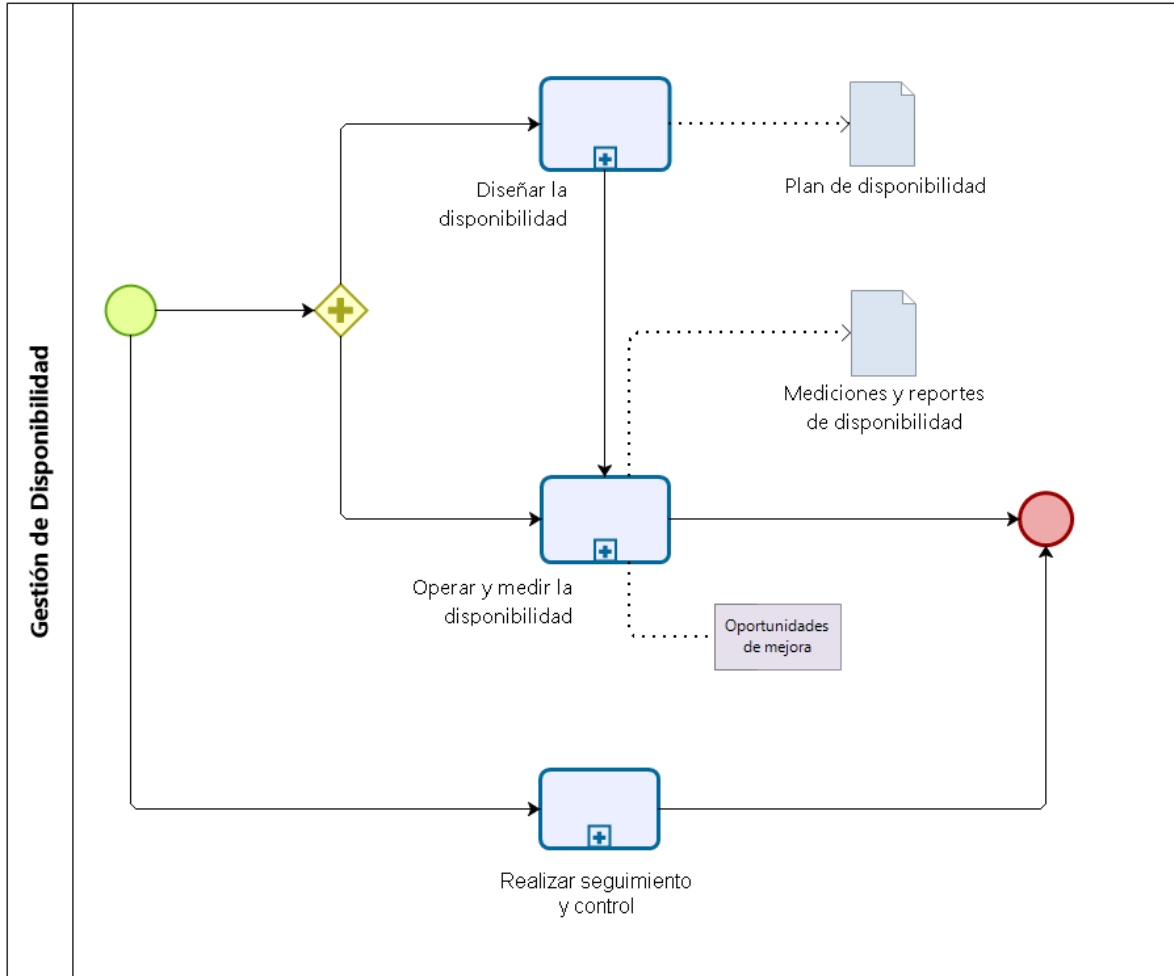 Gestión de Disponibilidad
Diseñar la
disponibilidad
Plan de disponibilidad
Mediciones y reportes
de disponibilidad
Operar y medir la
disponibilidad
Oportunidades
de mejora
Realizar seguimiento
y control